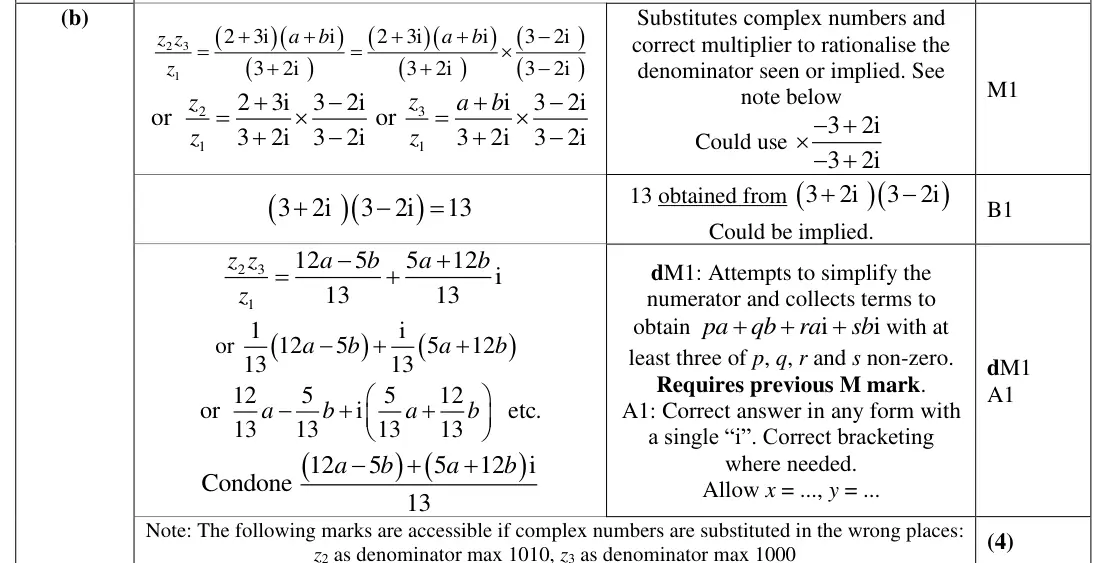 (b)
z₂z₃/z₁ = (2+3i)(a+bi)/(3+2i) = (2+3i)(a+bi)/(3+2i) × (3−2i)/(3−2i)
or z₂/z₁ = 2+3i/3+2i × 3−2i/3−2i or z₃/z₁ = a+bi/3+2i × 3−2i/3−2i
Substitutes complex numbers and
correct multiplier to rationalise the
denominator seen or implied. See
note below
Could use × −3+2i/−3+2i
M1
(3+2i)(3−2i)=13
13 obtained from (3+2i)(3−2i)
Could be implied.
B1
z₂z₃/z₁ = 12a−5b/13 + 5a+12b/13 i
or 1/13(12a−5b)+i/13(5a+12b)
or 12/13 a − 5/13 b + i(5/13 a + 12/13 b) etc.
Condone (12a−5b)+(5a+12b)i/13
dM1: Attempts to simplify the
numerator and collects terms to
obtain pa+qb+rai+sbi with at
least three of p, q, r and s non-zero.
Requires previous M mark.
A1: Correct answer in any form with
a single “i”. Correct bracketing
where needed.
Allow x = ..., y = ...
dM1
A1
Note: The following marks are accessible if complex numbers are substituted in the wrong places:
z₂ as denominator max 1010, z₃ as denominator max 1000
(4)